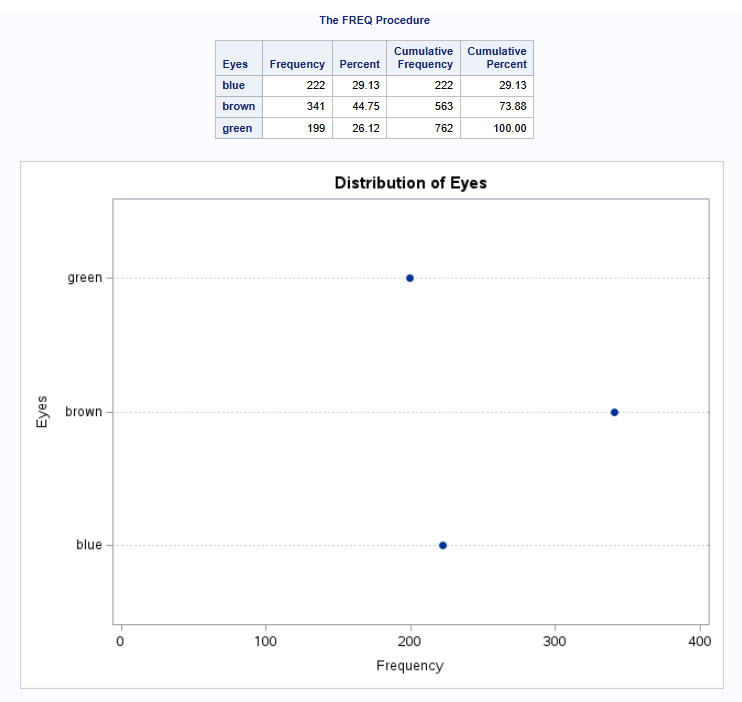 The FREQ Procedure
Cumulative Cumulative
Eyes Frequency Percent Frequency Percent
blue 222 29.13 222 29.13
brown 341 44.75 563 73.88
green 199 26.12 762 100.00
Distribution of Eyes
green
brown
blue
Eyes
0 100 200 300 400
Frequency